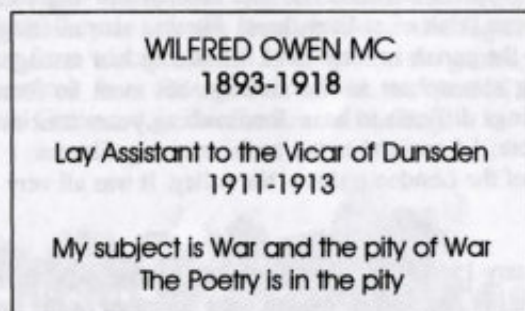 WILFRED OWEN MC
1893-1918
Lay Assistant to the Vicar of Dunsden
1911-1913
My subject is War and the pity of War
The Poetry is in the pity